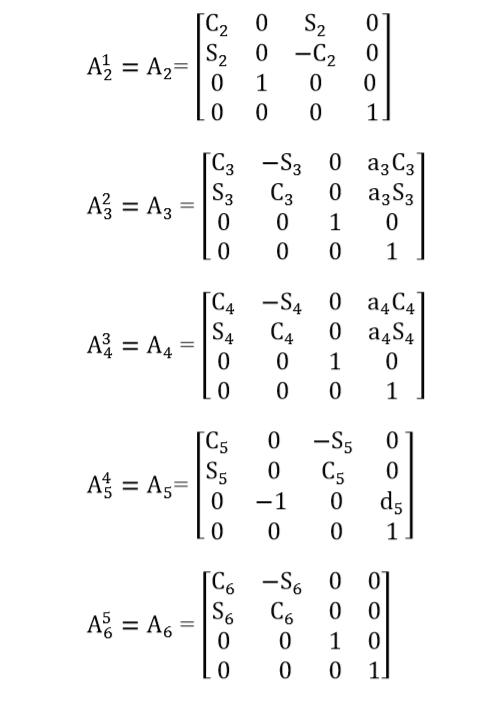 C₂ 0 S₂ 0
S₂ 0 −C₂ 0
A₂¹ = A₂=
0 1 0 0
0 0 0 1
C₃ −S₃ 0 a₃C₃
S₃ C₃ 0 a₃S₃
A₃² = A₃ =
0 0 1 0
0 0 0 1
C₄ −S₄ 0 a₄C₄
S₄ C₄ 0 a₄S₄
A₄³ = A₄ =
0 0 1 0
0 0 0 1
C₅ 0 −S₅ 0
S₅ 0 C₅ 0
A₅⁴ = A₅=
0 −1 0 d₅
0 0 0 1
C₆ −S₆ 0 0
S₆ C₆ 0 0
A₆⁵ = A₆ =
0 0 1 0
0 0 0 1